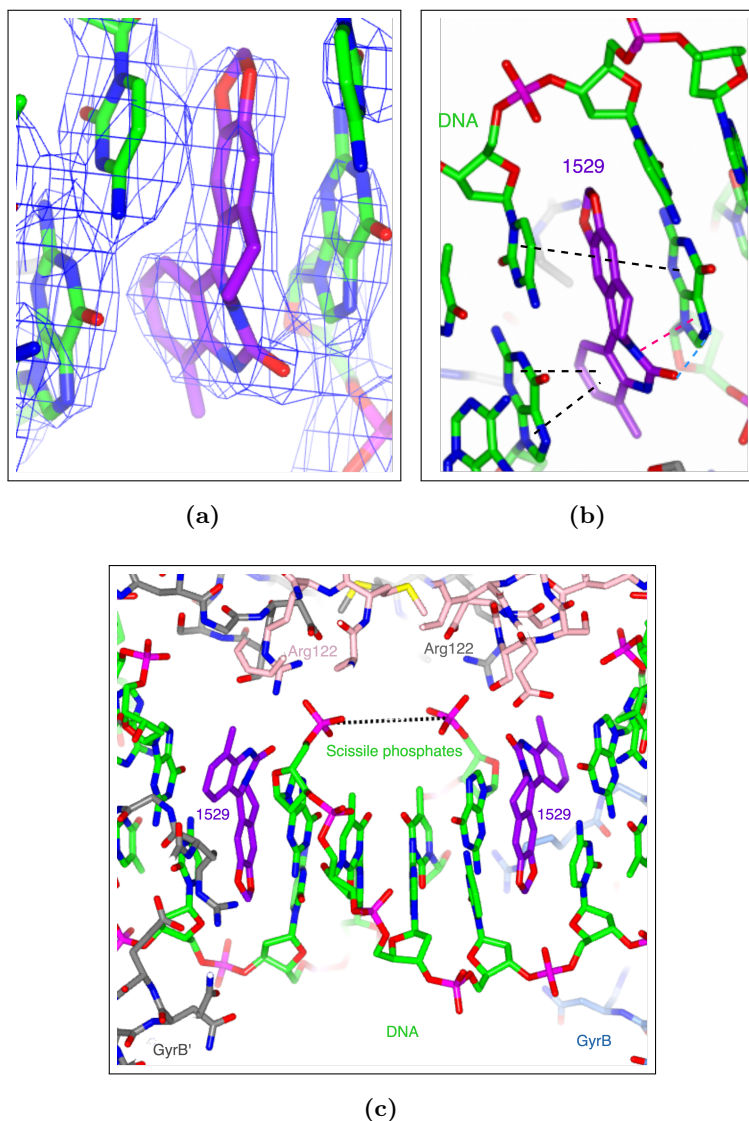 DNA
1529
(a)
(b)
Arg122
Arg122
Scissile phosphates
1529
1529
DNA
GyrB'
GyrB
(c)